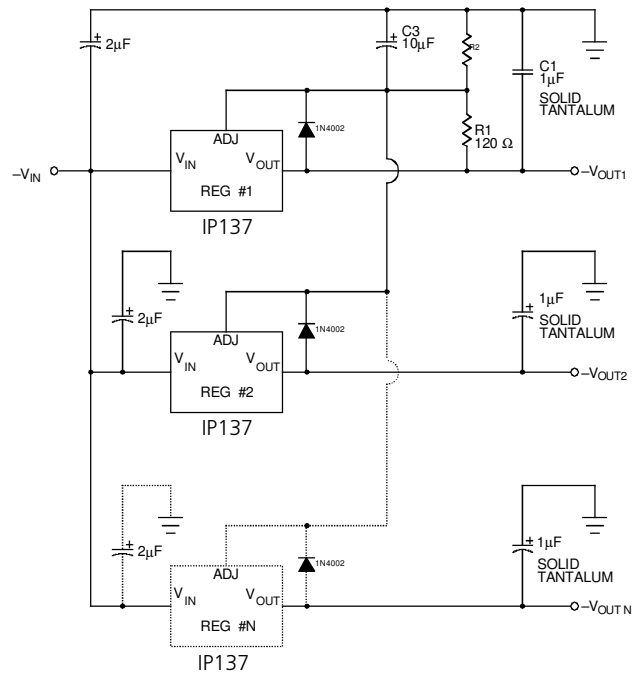 2μF
+
C3
10μF
+
R2
C1
1μF
SOLID
TANTALUM
ADJ
1N4002
R1
120 Ω
–VIN
VIN
VOUT
REG #1
–VOUT1
IP137
2μF
+
ADJ
1N4002
+
1μF
SOLID
TANTALUM
VIN
VOUT
REG #2
–VOUT2
IP137
2μF
+
ADJ
1N4002
+
1μF
SOLID
TANTALUM
VIN
VOUT
REG #N
–VOUT N
IP137